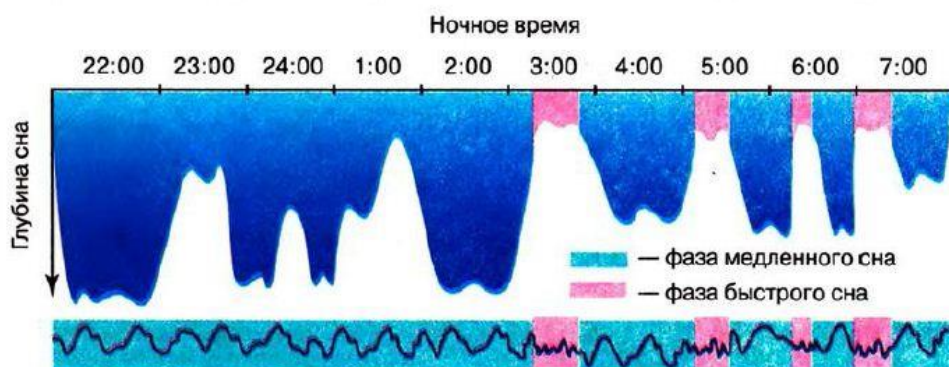 Ночное время
22:00 23:00 24:00 1:00 2:00 3:00 4:00 5:00 6:00 7:00
Глубина сна
— фаза медленного сна
— фаза быстрого сна